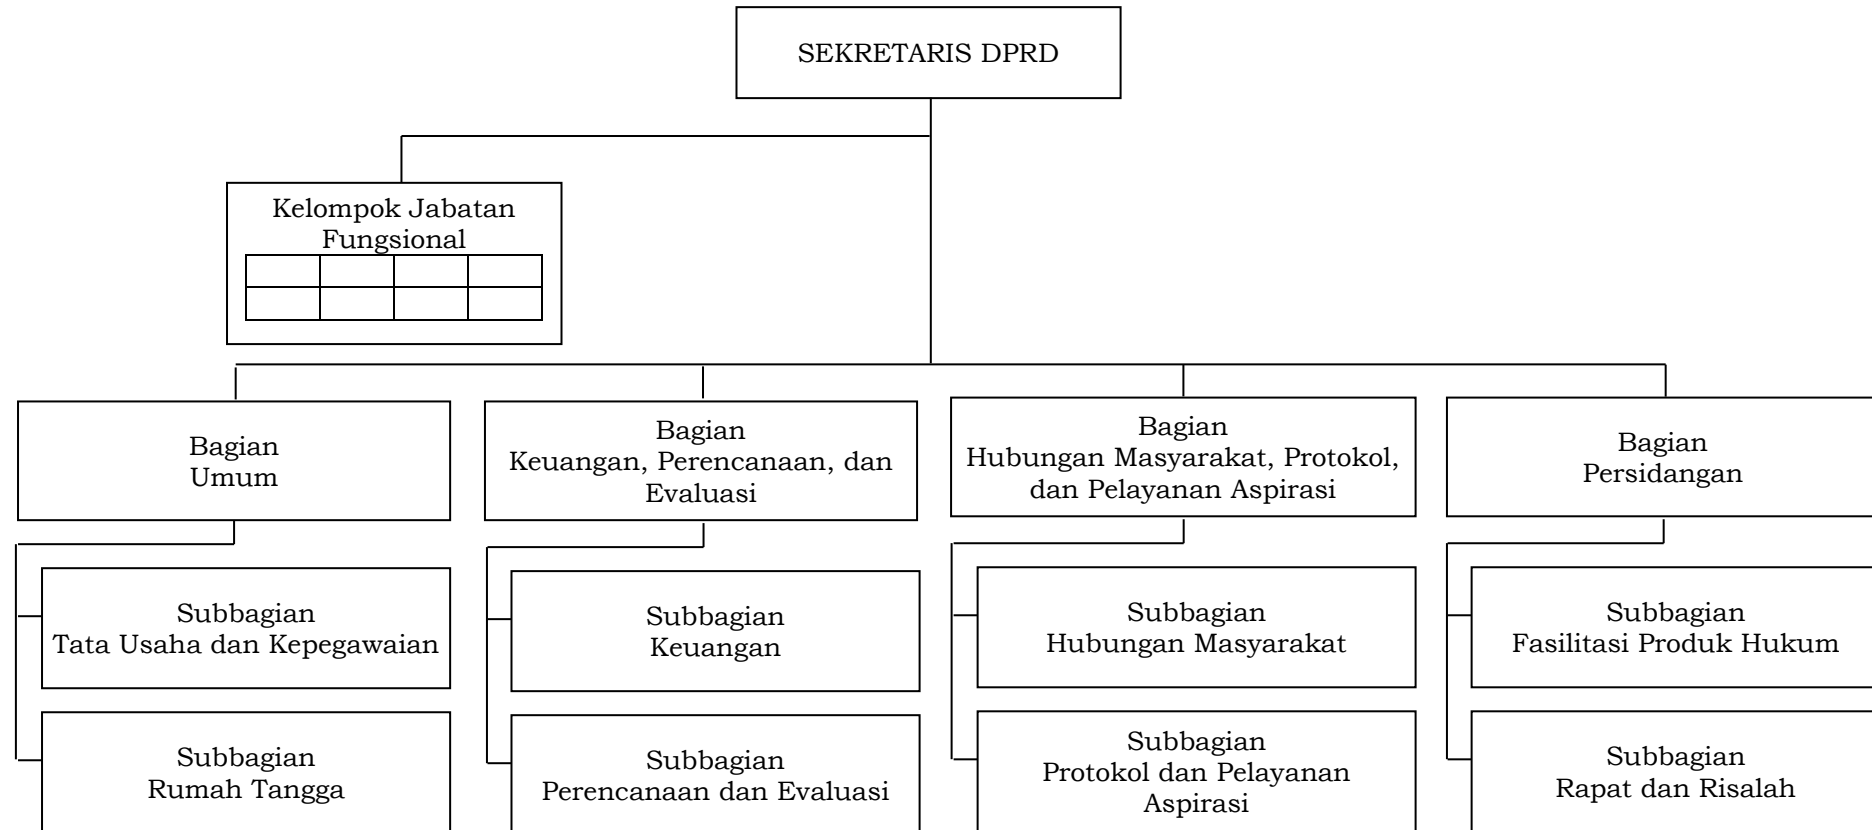 SEKRETARIS DPRD
Kelompok Jabatan
Fungsional
Bagian
Umum
Bagian
Keuangan, Perencanaan, dan
Evaluasi
Bagian
Hubungan Masyarakat, Protokol,
dan Pelayanan Aspirasi
Bagian
Persidangan
Subbagian
Tata Usaha dan Kepegawaian
Subbagian
Keuangan
Subbagian
Hubungan Masyarakat
Subbagian
Fasilitasi Produk Hukum
Subbagian
Rumah Tangga
Subbagian
Perencanaan dan Evaluasi
Subbagian
Protokol dan Pelayanan
Aspirasi
Subbagian
Rapat dan Risalah